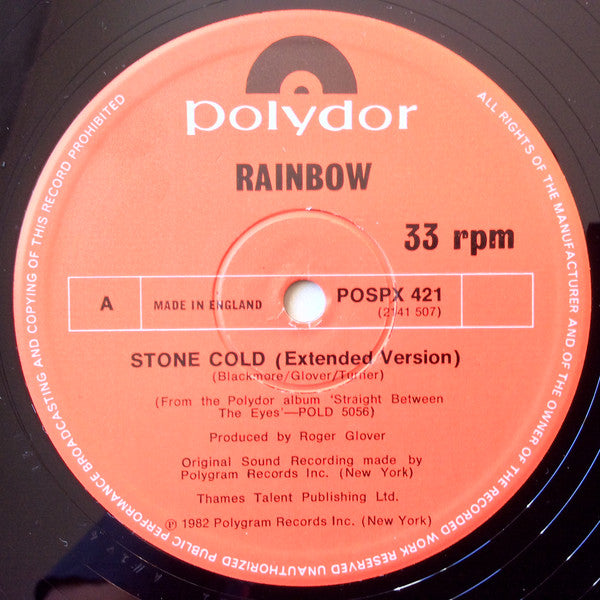 polydor
RAINBOW
33 rpm
A
MADE IN ENGLAND
POSPX 421
(2141 507)
STONE COLD (Extended Version)
(Blackmore/Glover/Turner)
(From the Polydor album 'Straight Between
The Eyes'—POLD 5056)
Produced by Roger Glover
Original Sound Recording made by
Polygram Records Inc. (New York)
Thames Talent Publishing Ltd.
℗ 1982 Polygram Records Inc. (New York)
ALL RIGHTS OF THE MANUFACTURER AND OF THE OWNER OF THE RECORDED WORK RESERVED UNAUTHORIZED PUBLIC PERFORMANCE BROADCASTING AND COPYING OF THIS RECORD PROHIBITED